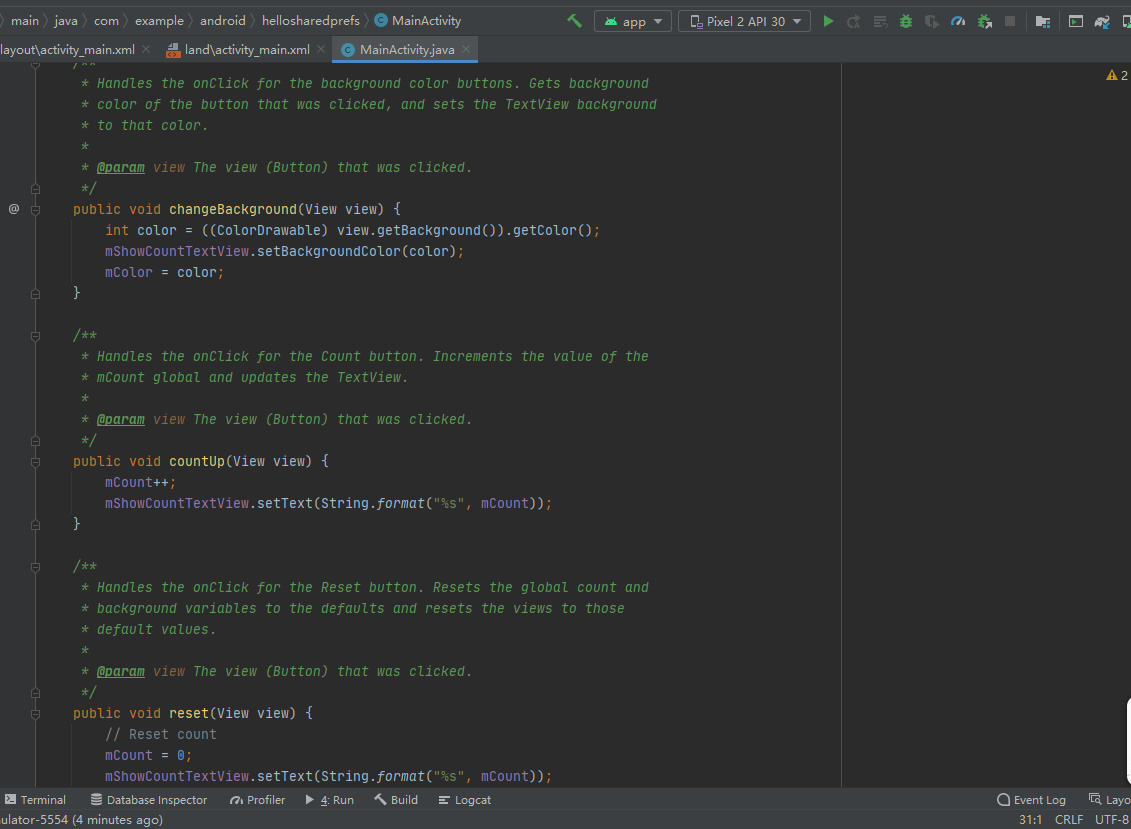 main java com example android hellosharedprefs MainActivity app Pixel 2 API 30
layout\activity_main.xml land\activity_main.xml MainActivity.java
/**
* Handles the onClick for the background color buttons. Gets background
* color of the button that was clicked, and sets the TextView background
* to that color.
*
* @param view The view (Button) that was clicked.
*/
public void changeBackground(View view) {
int color = ((ColorDrawable) view.getBackground()).getColor();
mShowCountTextView.setBackgroundColor(color);
mColor = color;
}
/**
* Handles the onClick for the Count button. Increments the value of the
* mCount global and updates the TextView.
*
* @param view The view (Button) that was clicked.
*/
public void countUp(View view) {
mCount++;
mShowCountTextView.setText(String.format("%s", mCount));
}
/**
* Handles the onClick for the Reset button. Resets the global count and
* background variables to the defaults and resets the views to those
* default values.
*
* @param view The view (Button) that was clicked.
*/
public void reset(View view) {
// Reset count
mCount = 0;
mShowCountTextView.setText(String.format("%s", mCount));
Terminal Database Inspector Profiler 4: Run Build Logcat Event Log Layo
ulator-5554 (4 minutes ago) 31:1 CRLF UTF-8
2
@